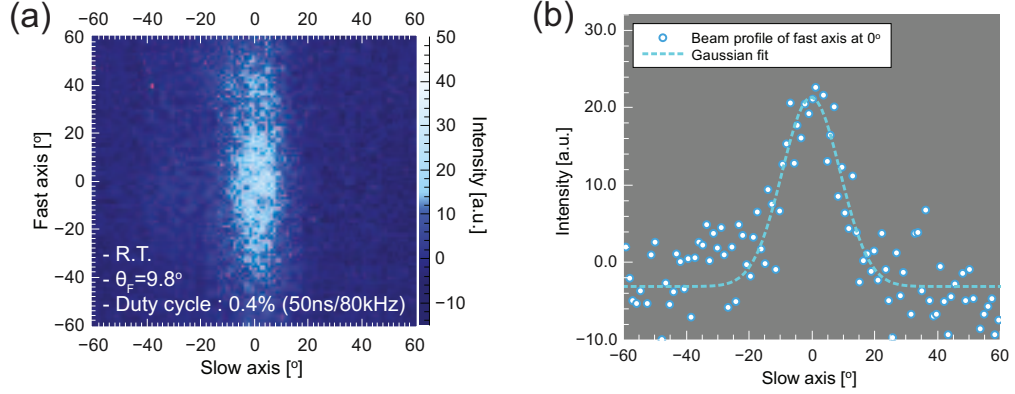 (a)
−60 −40 −20 0 20 40 60
60
40
20
0
−20
−40
−60
Fast axis [°]
- R.T.
- θF=9.8°
- Duty cycle : 0.4% (50ns/80kHz)
−60 −40 −20 0 20 40 60
Slow axis [°]
50
40
30
20
10
0
−10
Intensity [a.u.]
(b)
Beam profile of fast axis at 0°
Gaussian fit
30.0
20.0
10.0
0.0
−10.0
Intensity [a.u.]
−60 −40 −20 0 20 40 60
Slow axis [°]